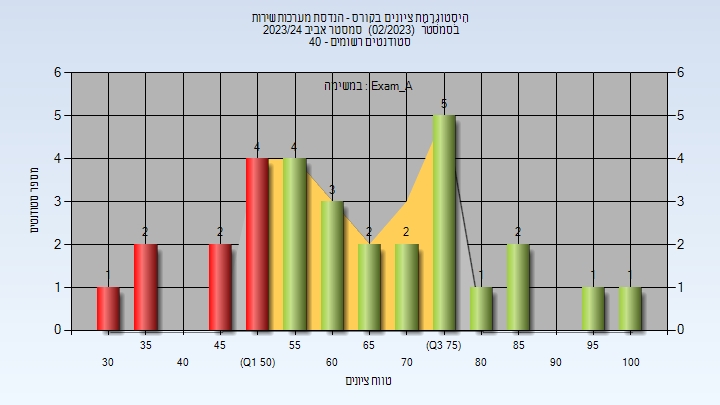 הִיסְטוֹגְרָמַת ציונים בקורס - הנדסת מערכות שירות
בסמסטר (02/2023) סמסטר אביב 2023/24
סטודנטים רשומים - 40
במשימה : Exam_A
מספר סטודנטים
6 6
5 5
4 4
3 3
2 2
1 1
0 0
1 2 2 4 4 3 2 2 5 1 2 1 1
35 45 55 65 (Q3 75) 85 95
30 40 (Q1 50) 60 70 80 90 100
טווח ציונים